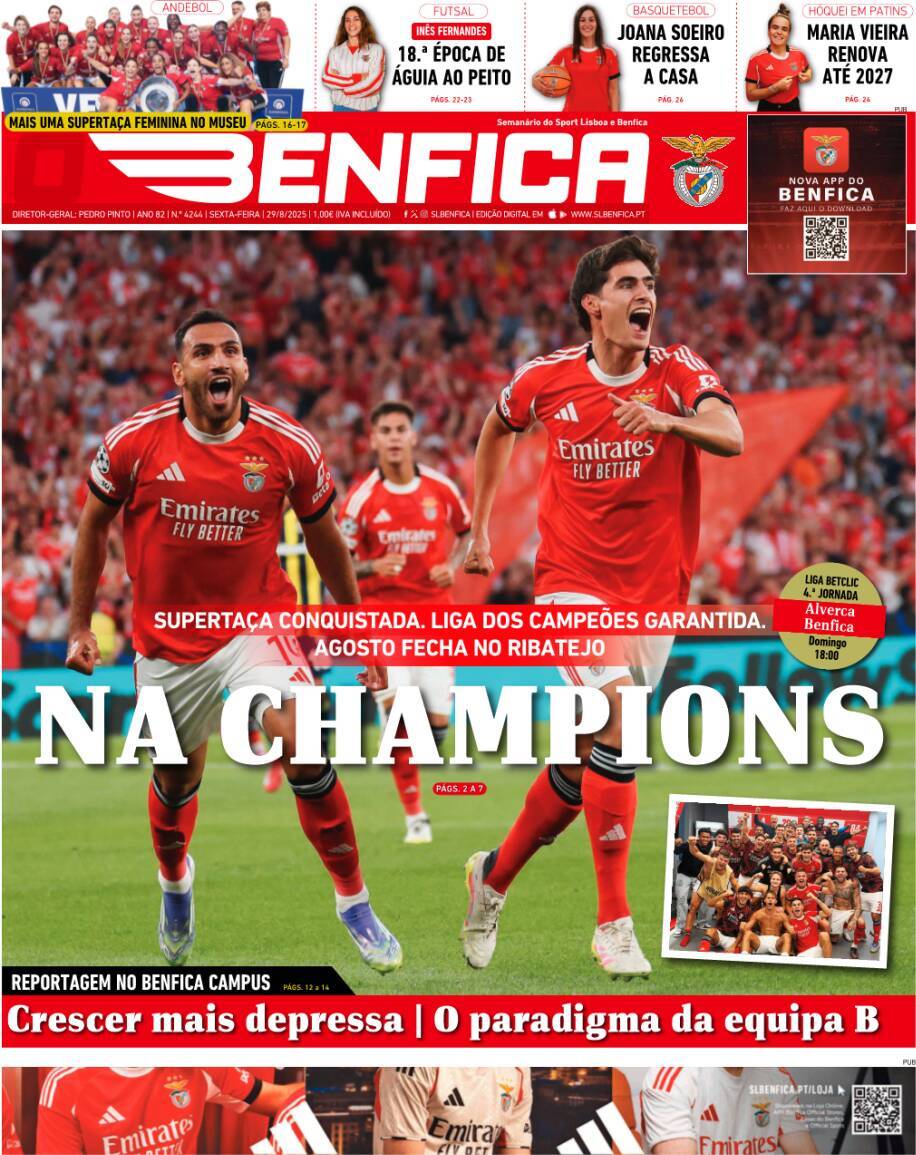 ANDEBOL
MAIS UMA SUPERTAÇA FEMININA NO MUSEU
PÁGS. 16-17
FUTSAL
INÊS FERNANDES
18.ª ÉPOCA DE
ÁGUIA AO PEITO
PÁGS. 22-23
BASQUETEBOL
JOANA SOEIRO
REGRESSA
A CASA
PÁG. 26
HÓQUEI EM PATINS
MARIA VIEIRA
RENOVA
ATÉ 2027
PÁG. 24
PUB
Semanário do Sport Lisboa e Benfica
O BENFICA
DIRETOR-GERAL: PEDRO PINTO | ANO 82 | N.º 4244 | SEXTA-FEIRA | 29/8/2025 | 1,00€ (IVA INCLUÍDO) | SLBENFICA | EDIÇÃO DIGITAL EM WWW.SLBENFICA.PT
NOVA APP DO
BENFICA
FAZ AQUI O DOWNLOAD
Emirates
FLY BETTER
Emirates
FLY BETTER
Emirates
LIGA BETCLIC
4.ª JORNADA
Alverca
Benfica
Domingo
18:00
SUPERTAÇA CONQUISTADA. LIGA DOS CAMPEÕES GARANTIDA.
AGOSTO FECHA NO RIBATEJO
NA CHAMPIONS
PÁGS. 2 A 7
REPORTAGEM NO BENFICA CAMPUS
PÁGS. 12 a 14
Crescer mais depressa | O paradigma da equipa B
PUB
Emirates
Emirates
SLBENFICA.PT/LOJA